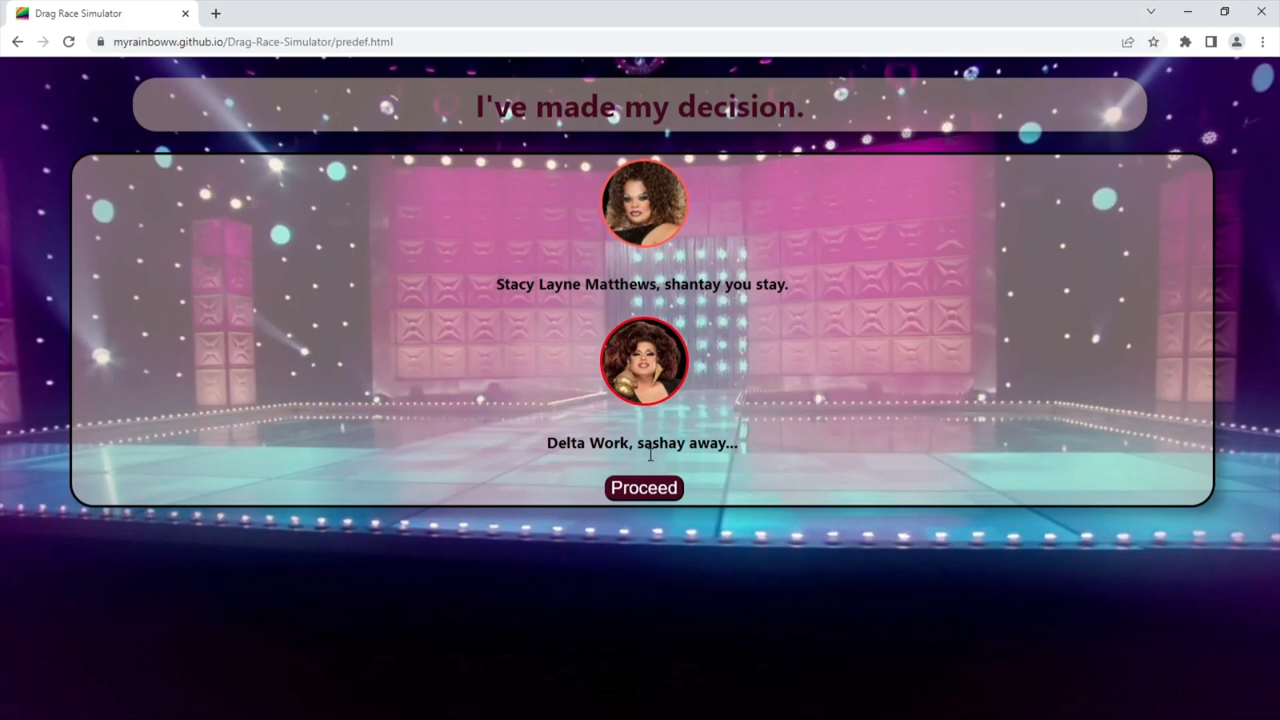 Drag Race Simulator
myrainboww.github.io/Drag-Race-Simulator/predef.html
I've made my decision.
Stacy Layne Matthews, shantay you stay.
Delta Work, sashay away...
Proceed